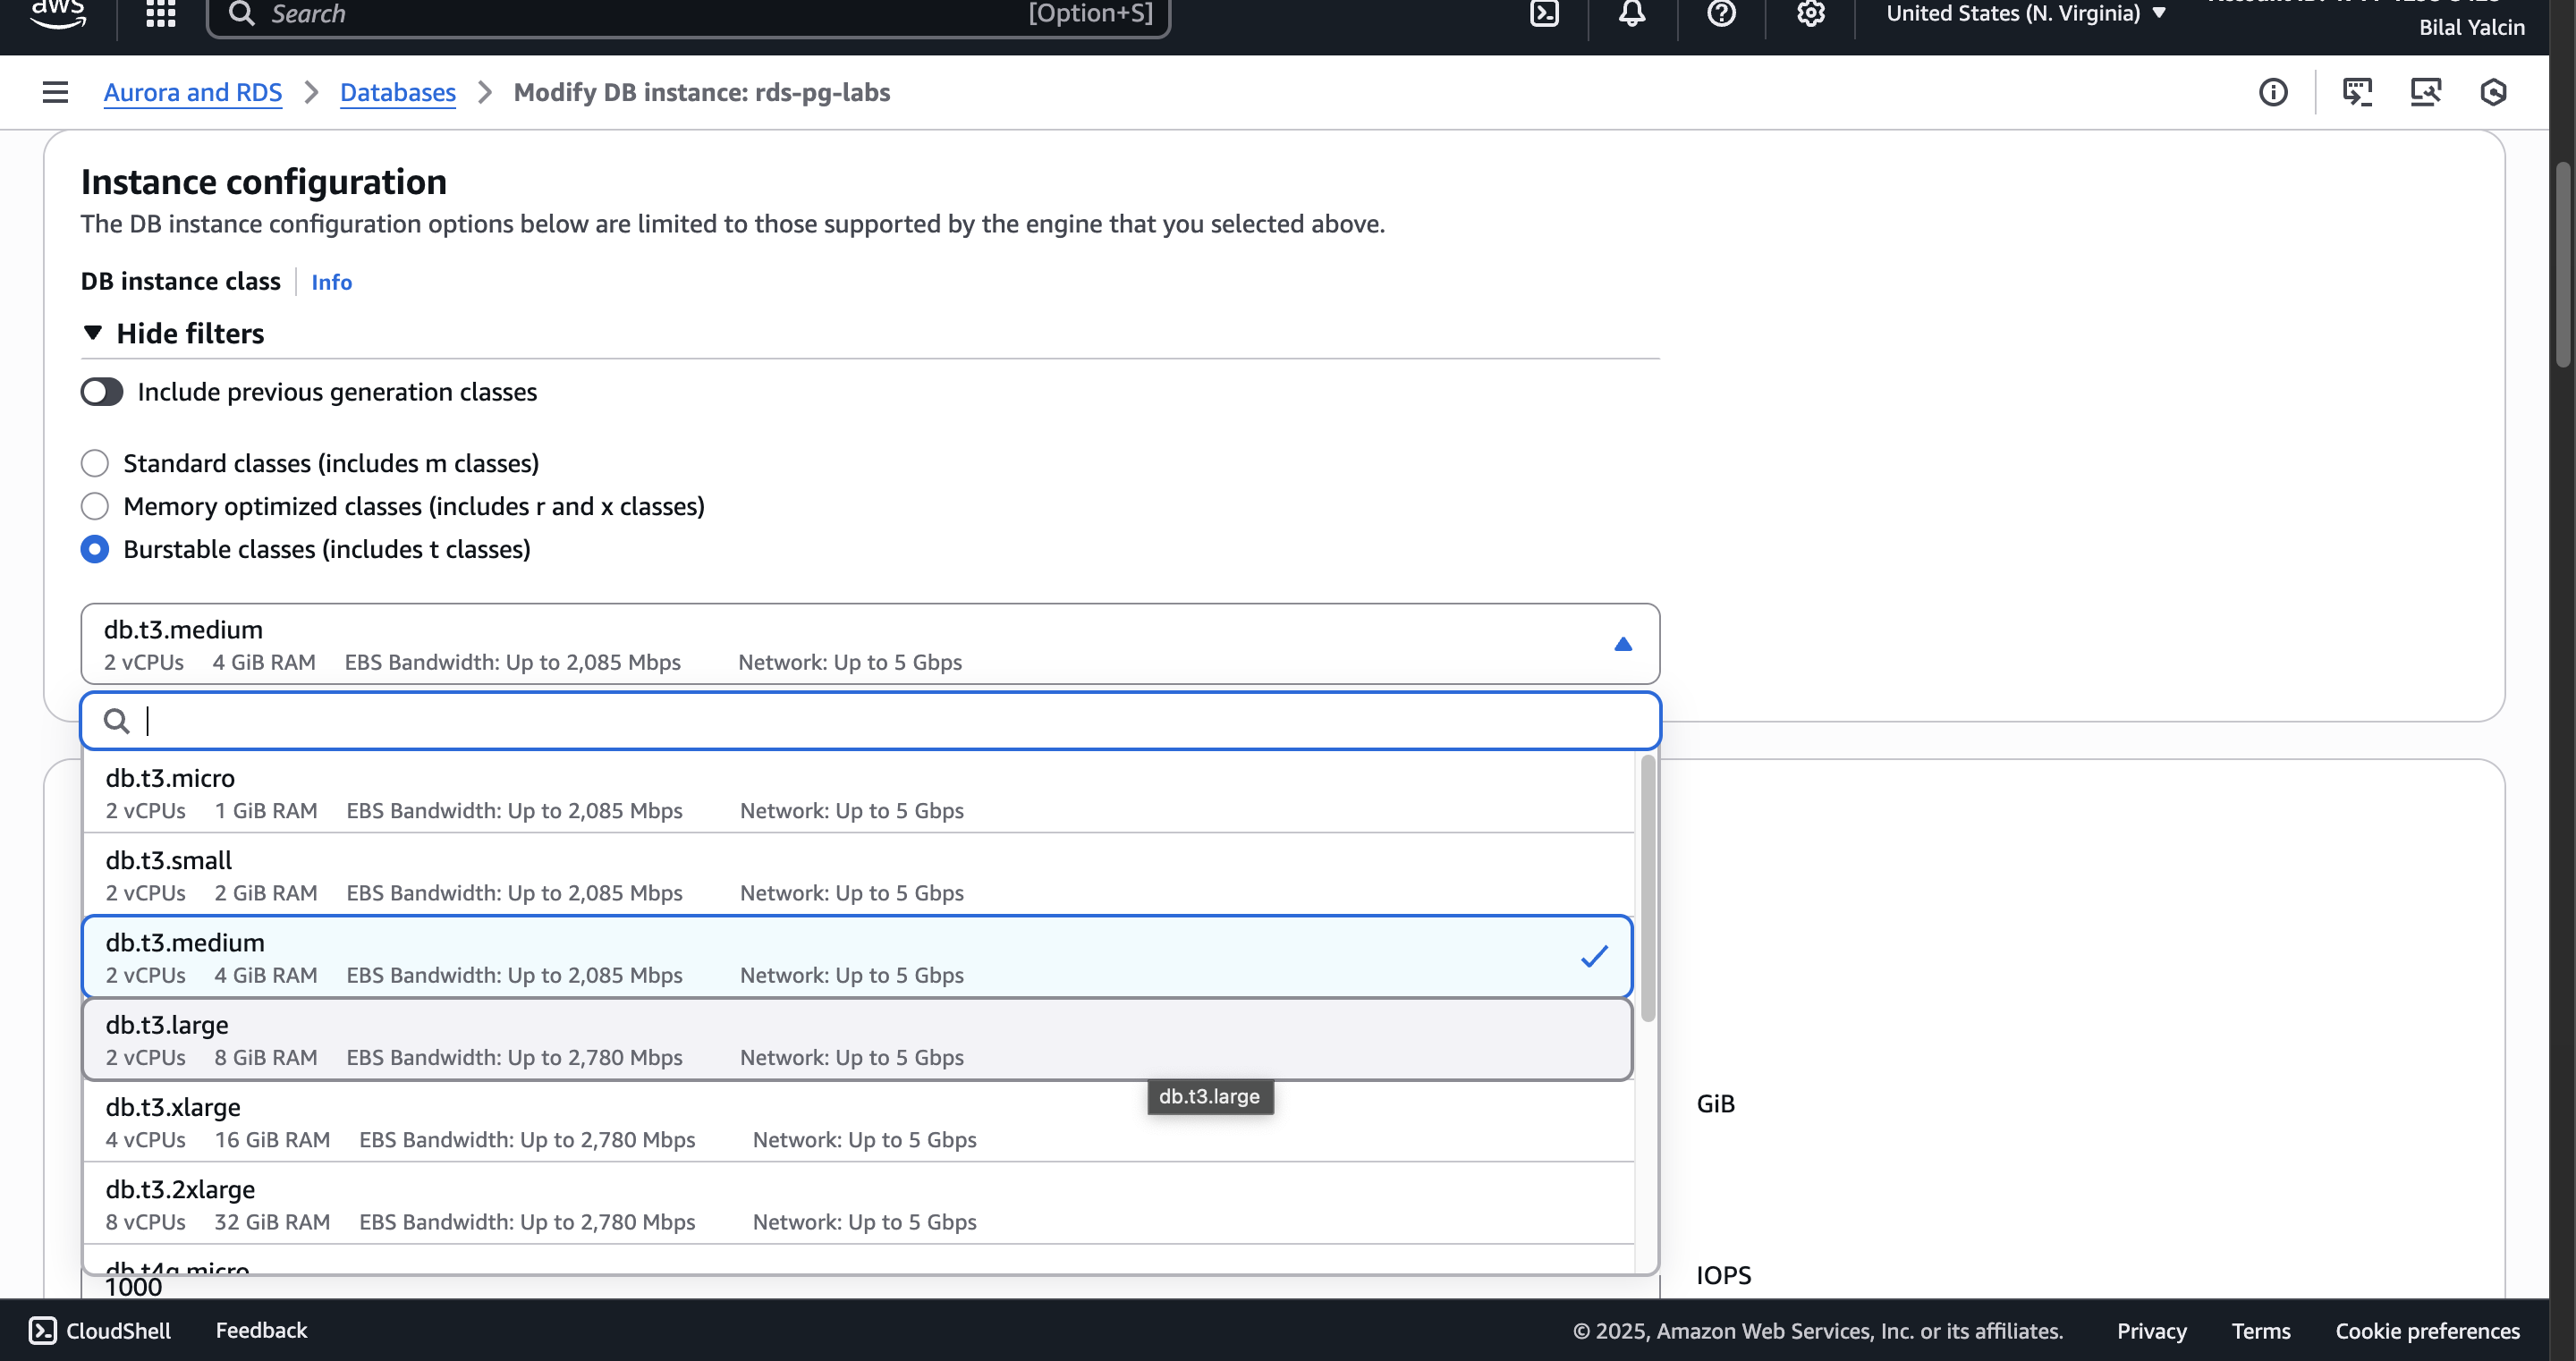 aws
Search [Option+S]
United States (N. Virginia)
Bilal Yalcin
Aurora and RDS > Databases > Modify DB instance: rds-pg-labs
Instance configuration
The DB instance configuration options below are limited to those supported by the engine that you selected above.
DB instance class | Info
Hide filters
Include previous generation classes
Standard classes (includes m classes)
Memory optimized classes (includes r and x classes)
Burstable classes (includes t classes)
db.t3.medium
2 vCPUs 4 GiB RAM EBS Bandwidth: Up to 2,085 Mbps Network: Up to 5 Gbps
db.t3.micro
2 vCPUs 1 GiB RAM EBS Bandwidth: Up to 2,085 Mbps Network: Up to 5 Gbps
db.t3.small
2 vCPUs 2 GiB RAM EBS Bandwidth: Up to 2,085 Mbps Network: Up to 5 Gbps
db.t3.medium
2 vCPUs 4 GiB RAM EBS Bandwidth: Up to 2,085 Mbps Network: Up to 5 Gbps
db.t3.large
2 vCPUs 8 GiB RAM EBS Bandwidth: Up to 2,780 Mbps Network: Up to 5 Gbps
db.t3.large
GiB
db.t3.xlarge
4 vCPUs 16 GiB RAM EBS Bandwidth: Up to 2,780 Mbps Network: Up to 5 Gbps
db.t3.2xlarge
8 vCPUs 32 GiB RAM EBS Bandwidth: Up to 2,780 Mbps Network: Up to 5 Gbps
db.t4g.micro
1000
IOPS
CloudShell Feedback © 2025, Amazon Web Services, Inc. or its affiliates. Privacy Terms Cookie preferences